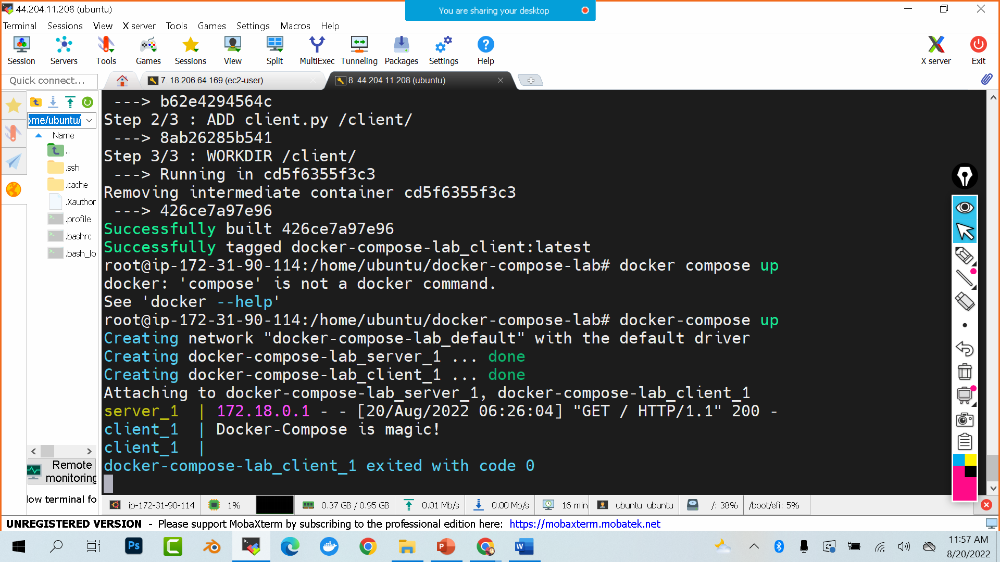 44.204.11.208 (ubuntu)
You are sharing your desktop
Terminal Sessions View X server Tools Games Settings Macros Help
Session Servers Tools Games Sessions View Split MultiExec Tunneling Packages Settings Help X server Exit
Quick connect...
7. 18.206.64.169 (ec2-user)
8. 44.204.11.208 (ubuntu)
ome/ubuntu/
Name
..
.ssh
.cache
.Xauthor
.profile
.bashrc
.bash_lo
Remote
monitoring
low terminal fo
---> b62e4294564c
Step 2/3 : ADD client.py /client/
---> 8ab26285b541
Step 3/3 : WORKDIR /client/
---> Running in cd5f6355f3c3
Removing intermediate container cd5f6355f3c3
---> 426ce7a97e96
Successfully built 426ce7a97e96
Successfully tagged docker-compose-lab_client:latest
root@ip-172-31-90-114:/home/ubuntu/docker-compose-lab# docker compose up
docker: 'compose' is not a docker command.
See 'docker --help'
root@ip-172-31-90-114:/home/ubuntu/docker-compose-lab# docker-compose up
Creating network "docker-compose-lab_default" with the default driver
Creating docker-compose-lab_server_1 ... done
Creating docker-compose-lab_client_1 ... done
Attaching to docker-compose-lab_server_1, docker-compose-lab_client_1
server_1 | 172.18.0.1 - - [20/Aug/2022 06:26:04] "GET / HTTP/1.1" 200 -
client_1 | Docker-Compose is magic!
client_1 |
docker-compose-lab_client_1 exited with code 0
ip-172-31-90-114 1% 0.37 GB / 0.95 GB 0.01 Mb/s 0.00 Mb/s 16 min ubuntu ubuntu /: 38% /boot/efi: 5%
UNREGISTERED VERSION - Please support MobaXterm by subscribing to the professional edition here: https://mobaxterm.mobatek.net
Ps
C
P
W
11:57 AM
8/20/2022